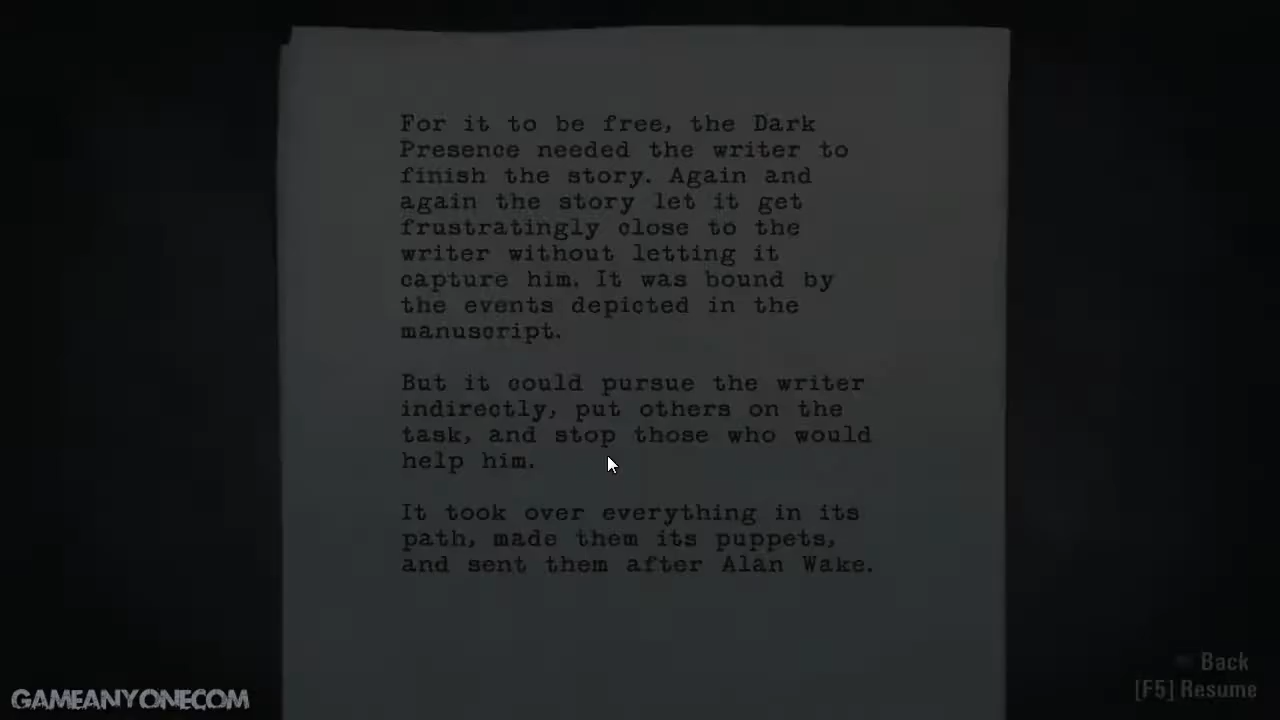 For it to be free, the Dark
Presence needed the writer to
finish the story. Again and
again the story let it get
frustratingly close to the
writer without letting it
capture him. It was bound by
the events depicted in the
manuscript.
But it could pursue the writer
indirectly, put others on the
task, and stop those who would
help him.
It took over everything in its
path, made them its puppets,
and sent them after Alan Wake.
Back
[F5] Resume
GAMEANYONE.COM